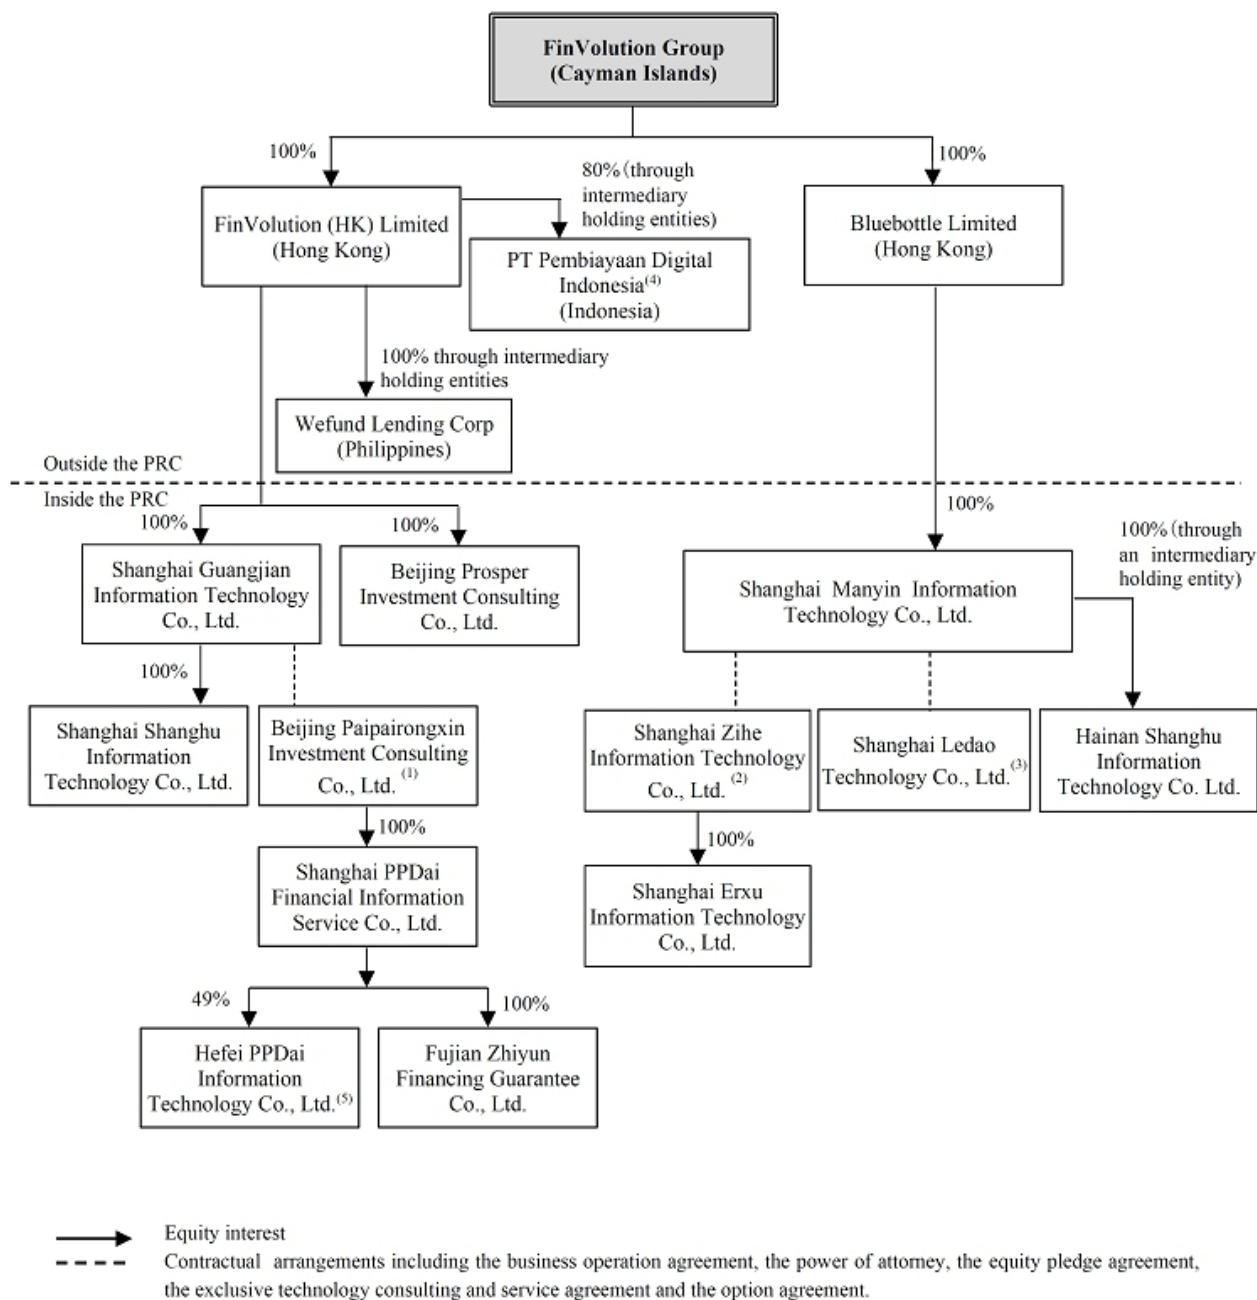 FinVolution Group
(Cayman Islands)
100%
100%
80%(through
intermediary
holding entities)
FinVolution (HK) Limited
(Hong Kong)
Bluebottle Limited
(Hong Kong)
PT Pembiayaan Digital
Indonesia(4)
(Indonesia)
100% through intermediary
holding entities
Wefund Lending Corp
(Philippines)
Outside the PRC
Inside the PRC
100%
100%
100%
100%(through
an intermediary
holding entity)
Shanghai Guangjian
Information Technology
Co., Ltd.
Beijing Prosper
Investment Consulting
Co., Ltd.
Shanghai Manyin Information
Technology Co., Ltd.
100%
Shanghai Shanghu
Information
Technology Co., Ltd.
Beijing Paipairongxin
Investment Consulting
Co., Ltd. (1)
Shanghai Zihe
Information Technology
Co., Ltd. (2)
Shanghai Ledao
Technology Co., Ltd.(3)
Hainan Shanghu
Information
Technology Co. Ltd.
100%
100%
Shanghai PPDai
Financial Information
Service Co., Ltd.
Shanghai Erxu
Information Technology
Co., Ltd.
49%
100%
Hefei PPDai
Information
Technology Co., Ltd.(5)
Fujian Zhiyun
Financing Guarantee
Co., Ltd.
Equity interest
Contractual arrangements including the business operation agreement, the power of attorney, the equity pledge agreement,
the exclusive technology consulting and service agreement and the option agreement.